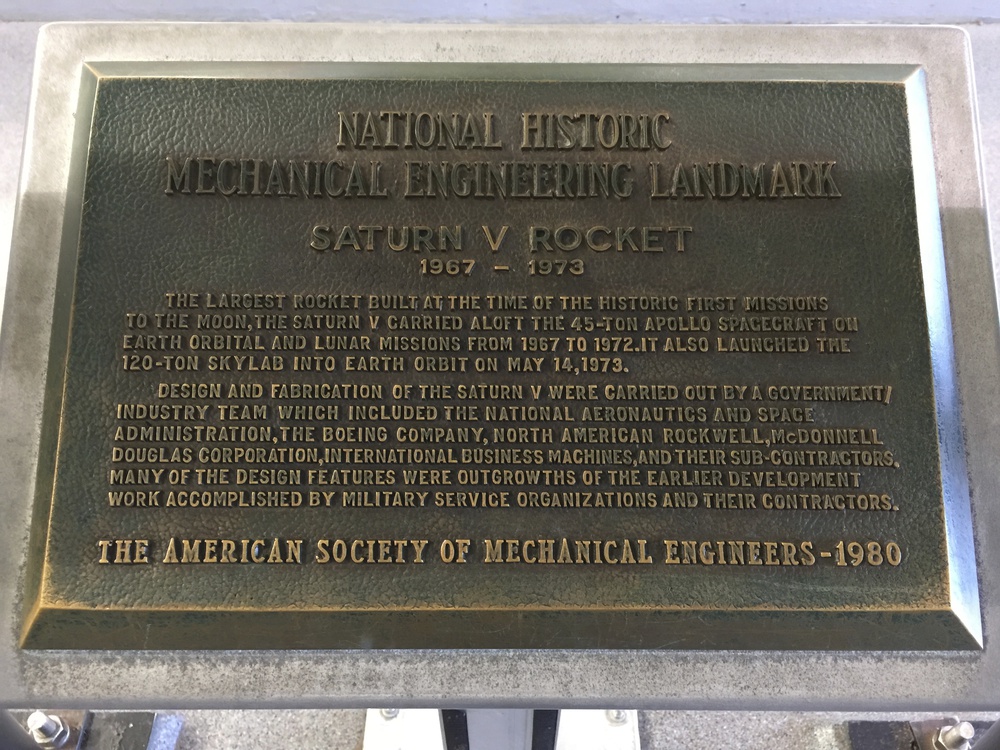 NATIONAL HISTORIC
MECHANICAL ENGINEERING LANDMARK
SATURN V ROCKET
1967 – 1973
THE LARGEST ROCKET BUILT AT THE TIME OF THE HISTORIC FIRST MISSIONS
TO THE MOON, THE SATURN V CARRIED ALOFT THE 45-TON APOLLO SPACECRAFT ON
EARTH ORBITAL AND LUNAR MISSIONS FROM 1967 TO 1972. IT ALSO LAUNCHED THE
120-TON SKYLAB INTO EARTH ORBIT ON MAY 14, 1973.
DESIGN AND FABRICATION OF THE SATURN V WERE CARRIED OUT BY A GOVERNMENT/
INDUSTRY TEAM WHICH INCLUDED THE NATIONAL AERONAUTICS AND SPACE
ADMINISTRATION, THE BOEING COMPANY, NORTH AMERICAN ROCKWELL, McDONNELL
DOUGLAS CORPORATION, INTERNATIONAL BUSINESS MACHINES, AND THEIR SUB-CONTRACTORS.
MANY OF THE DESIGN FEATURES WERE OUTGROWTHS OF THE EARLIER DEVELOPMENT
WORK ACCOMPLISHED BY MILITARY SERVICE ORGANIZATIONS AND THEIR CONTRACTORS.
THE AMERICAN SOCIETY OF MECHANICAL ENGINEERS-1980